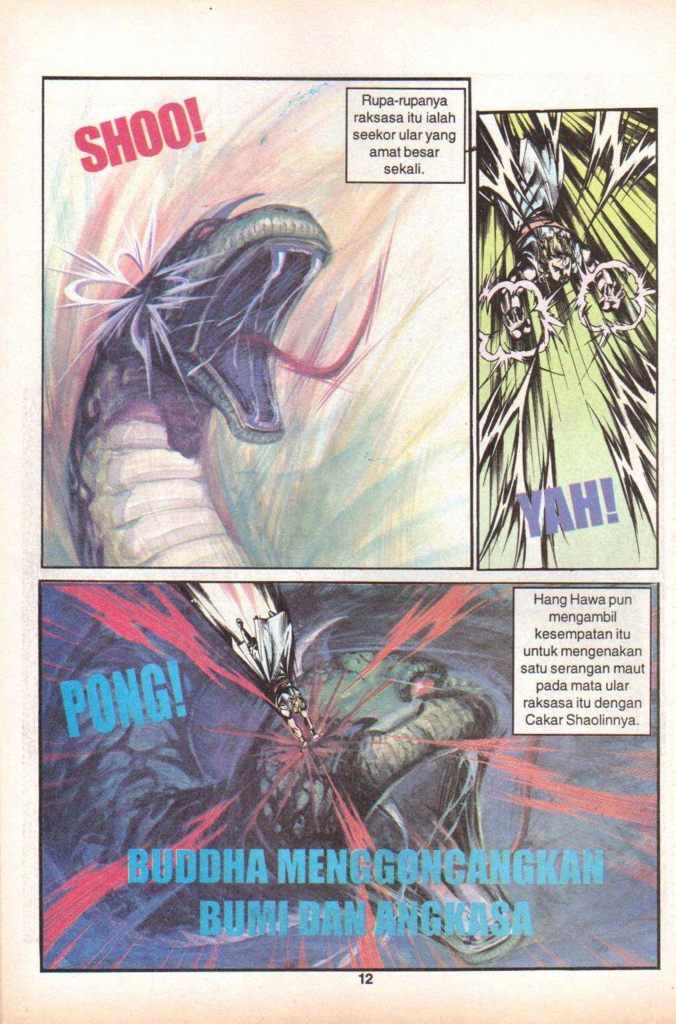 SHOO!
Rupa-rupanya
raksasa itu ialah
seekor ular yang
amat besar
sekali.
YAH!
PONG!
Hang Hawa pun
mengambil
kesempatan itu
untuk mengenakan
satu serangan maut
pada mata ular
raksasa itu dengan
Cakar Shaolinnya.
BUDDHA MENGGONCANGKAN
BUMI DAN ANGKASA
12